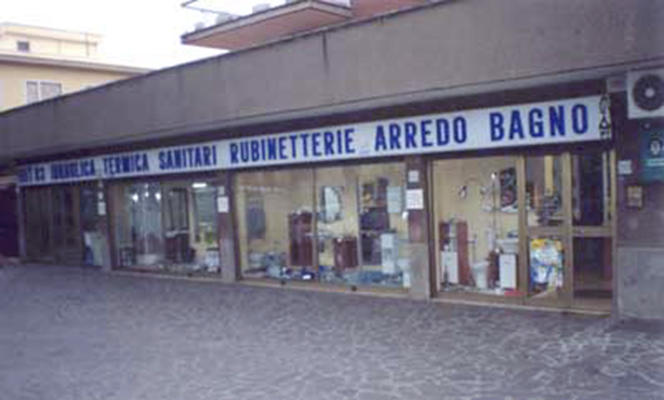 IDRAULICA TERMICA SANITARI RUBINETTERIE ARREDO BAGNO